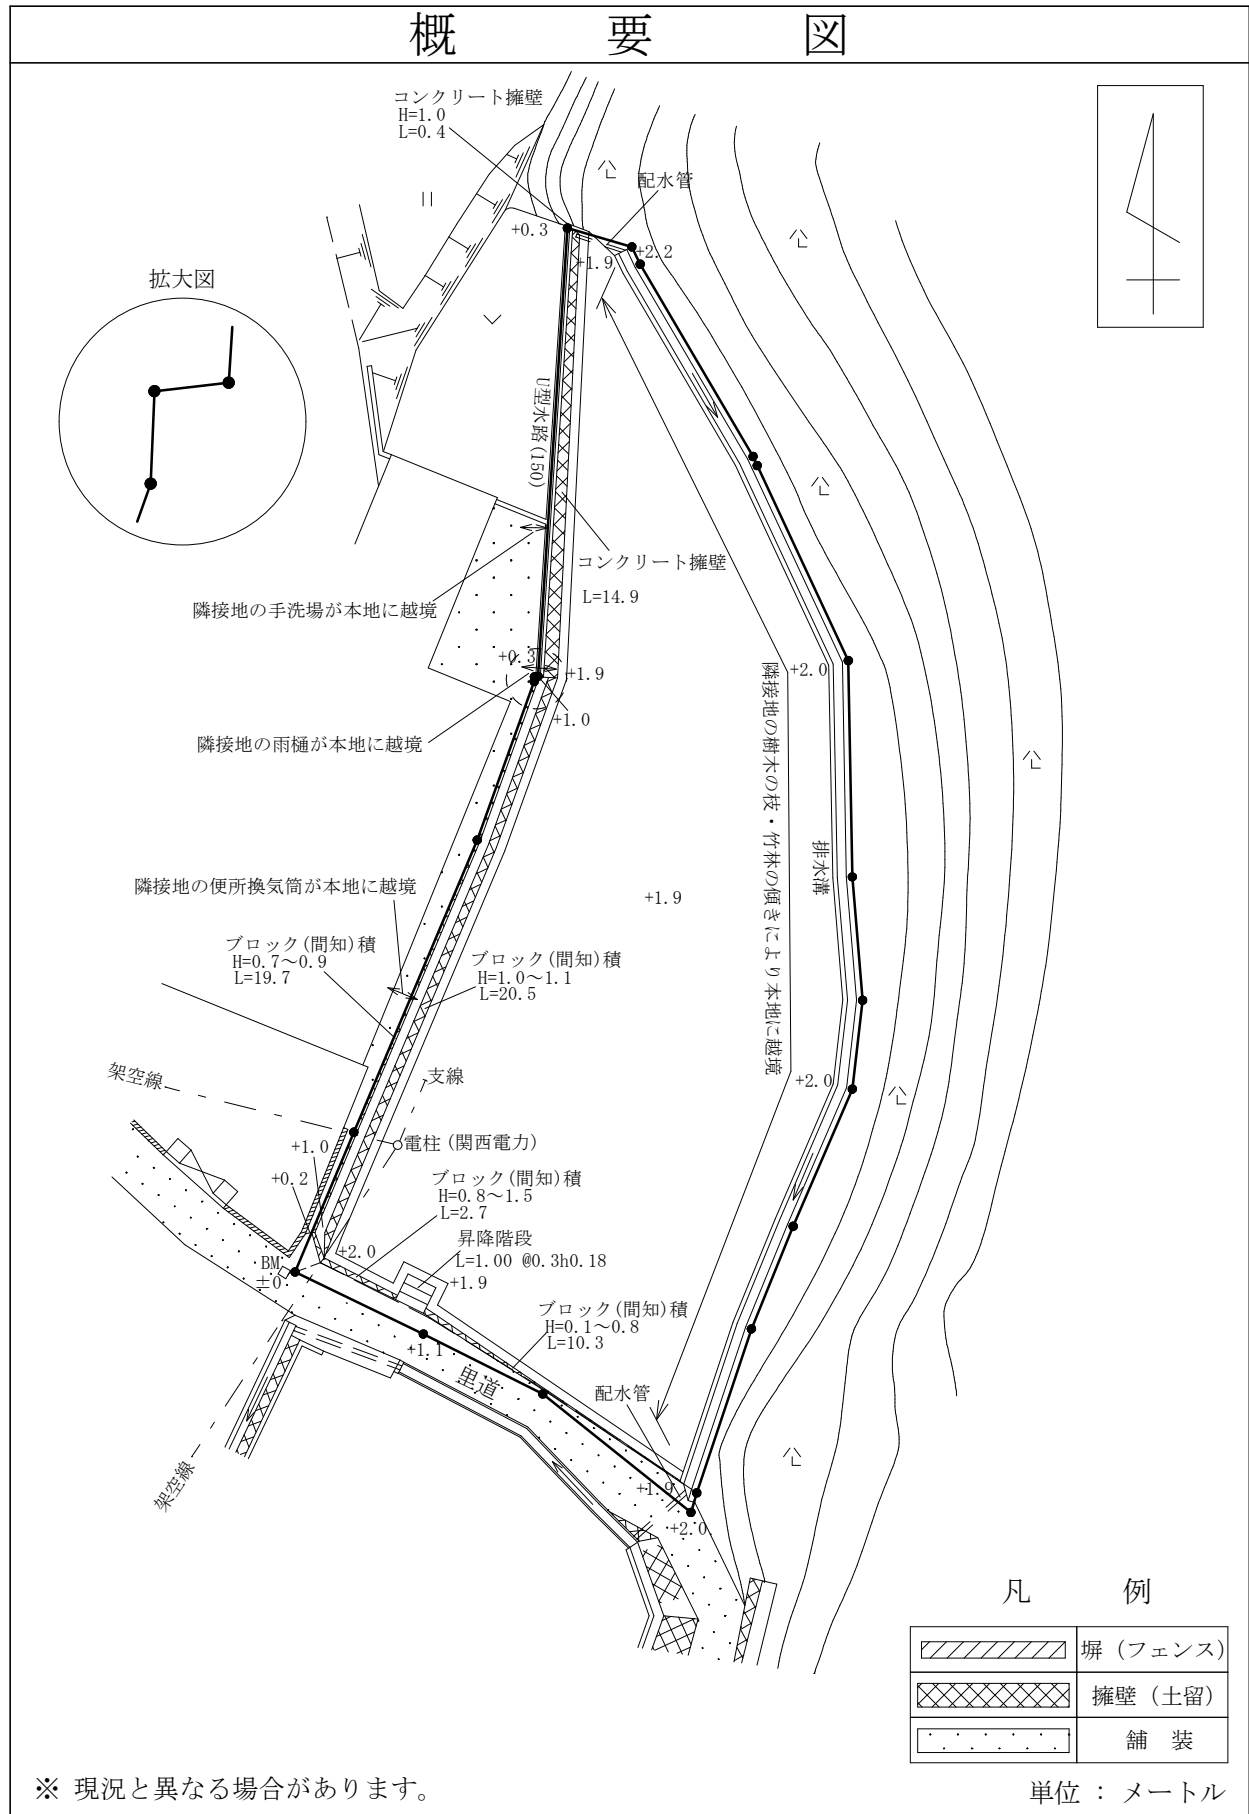 概 要 図
コンクリート擁壁
H=1.0
L=0.4
配水管
+0.3
+1.9
+2.2
拡大図
U型水路(150)
コンクリート擁壁
L=14.9
隣接地の手洗場が本地に越境
+0.3
+1.9
+1.0
+2.0
隣接地の雨樋が本地に越境
隣接地の樹木の枝・竹林の傾きにより本地に越境
排水溝
隣接地の便所換気筒が本地に越境
+1.9
ブロック(間知)積
H=0.7～0.9
L=19.7
ブロック(間知)積
H=1.0～1.1
L=20.5
架空線
支線
+2.0
+1.0
電柱(関西電力)
+0.2
ブロック(間知)積
H=0.8～1.5
L=2.7
昇降階段
L=1.00 @0.3h0.18
+2.0
BM
±0
+1.9
ブロック(間知)積
H=0.1～0.8
L=10.3
+1.1
里道
配水管
架空線
+1.9
+2.0
凡 例
塀(フェンス)
擁壁(土留)
舗 装
※ 現況と異なる場合があります。
単位 : メートル